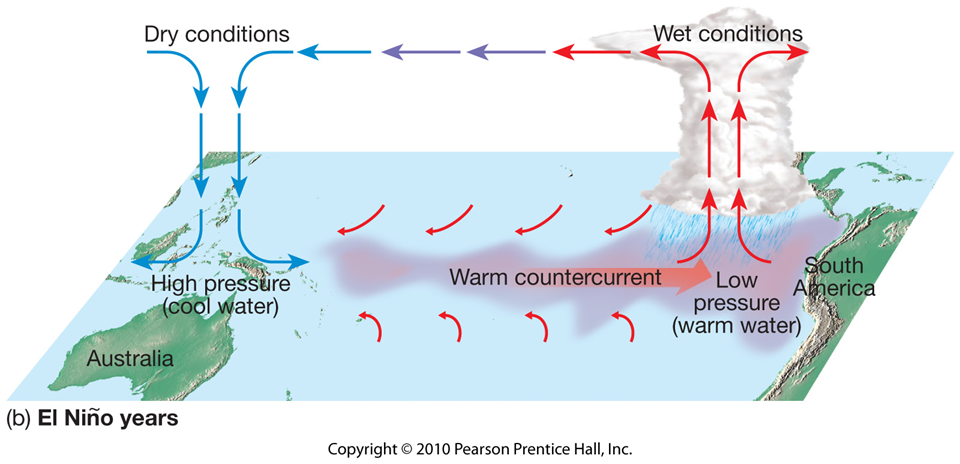 Dry conditions
Wet conditions
Warm countercurrent
High pressure
(cool water)
Low
pressure
(warm water)
South
America
Australia
(b) El Niño years
Copyright © 2010 Pearson Prentice Hall, Inc.